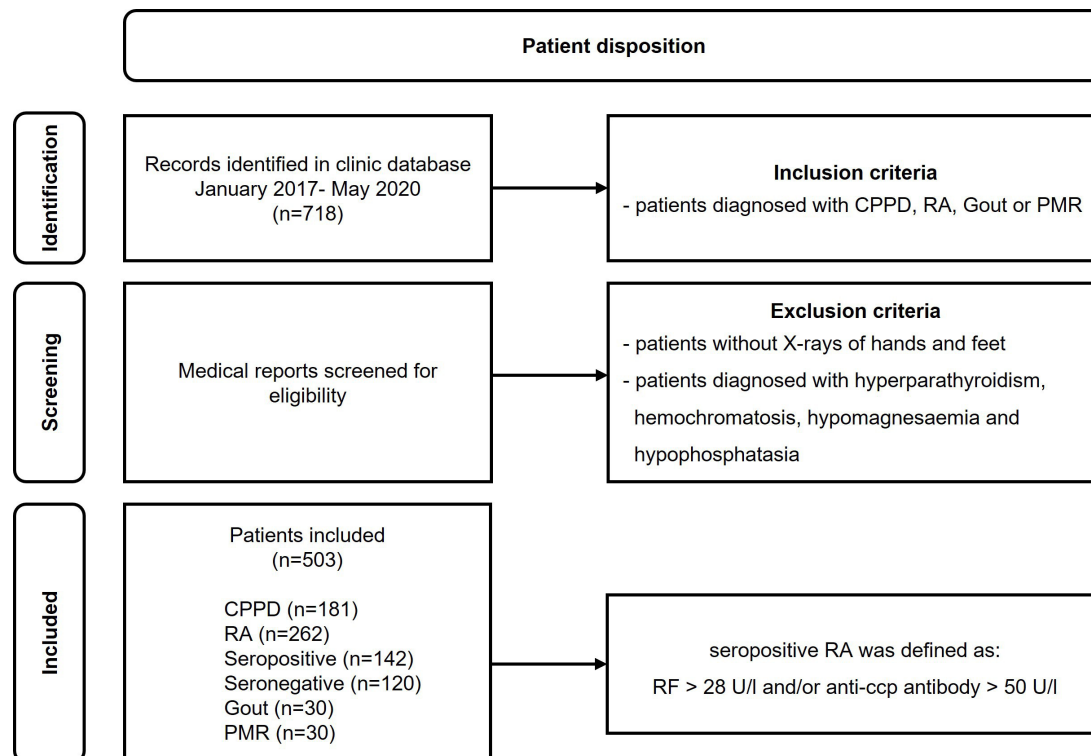 Patient disposition
Identification
Records identified in clinic database
January 2017- May 2020
(n=718)
Inclusion criteria
- patients diagnosed with CPPD, RA, Gout or PMR
Screening
Medical reports screened for
eligibility
Exclusion criteria
- patients without X-rays of hands and feet
- patients diagnosed with hyperparathyroidism,
hemochromatosis, hypomagnesaemia and
hypophosphatasia
Included
Patients included
(n=503)
CPPD (n=181)
RA (n=262)
Seropositive (n=142)
Seronegative (n=120)
Gout (n=30)
PMR (n=30)
seropositive RA was defined as:
RF > 28 U/l and/or anti-ccp antibody > 50 U/l